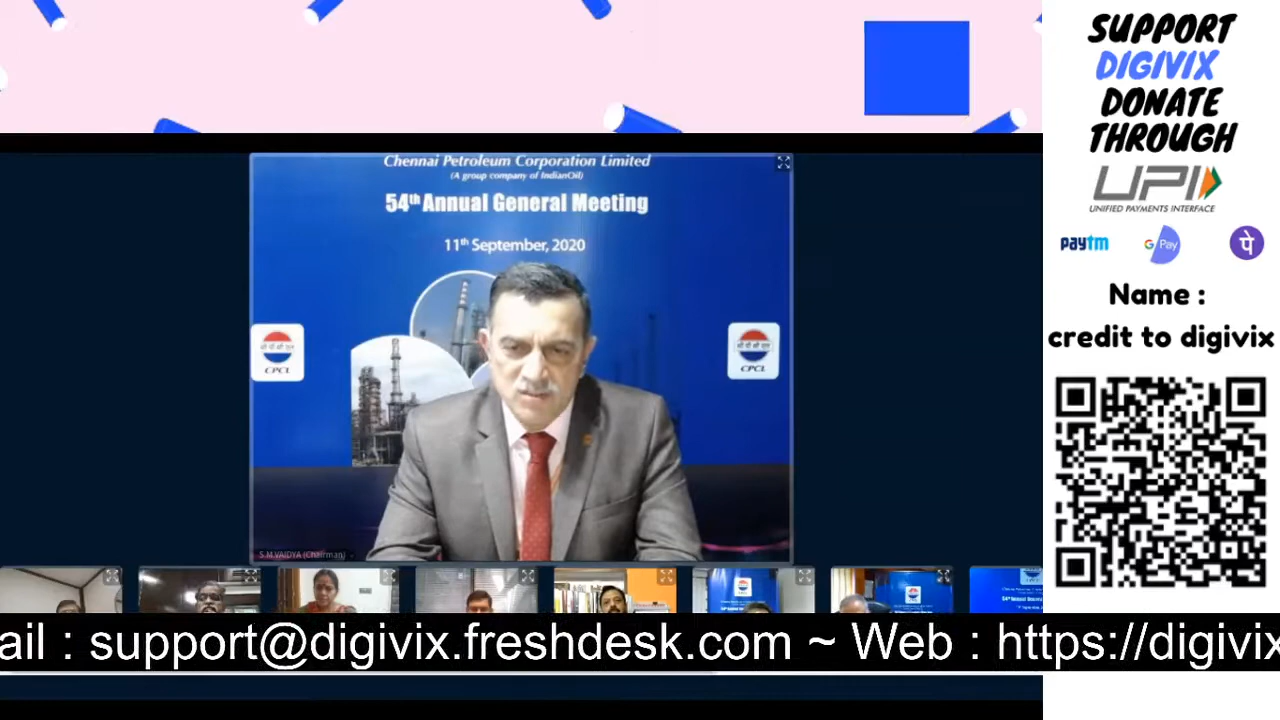 SUPPORT
DIGIVIX
DONATE
THROUGH
UPI
UNIFIED PAYMENTS INTERFACE
paytm
G Pay
पे
Name :
credit to digivix
Chennai Petroleum Corporation Limited
(A group company of IndianOil)
54th Annual General Meeting
11th September, 2020
सी पी सी एल
CPCL
सी पी सी एल
CPCL
S.M.VAIDYA (Chairman)
ail : support@digivix.freshdesk.com ~ Web : https://digivix